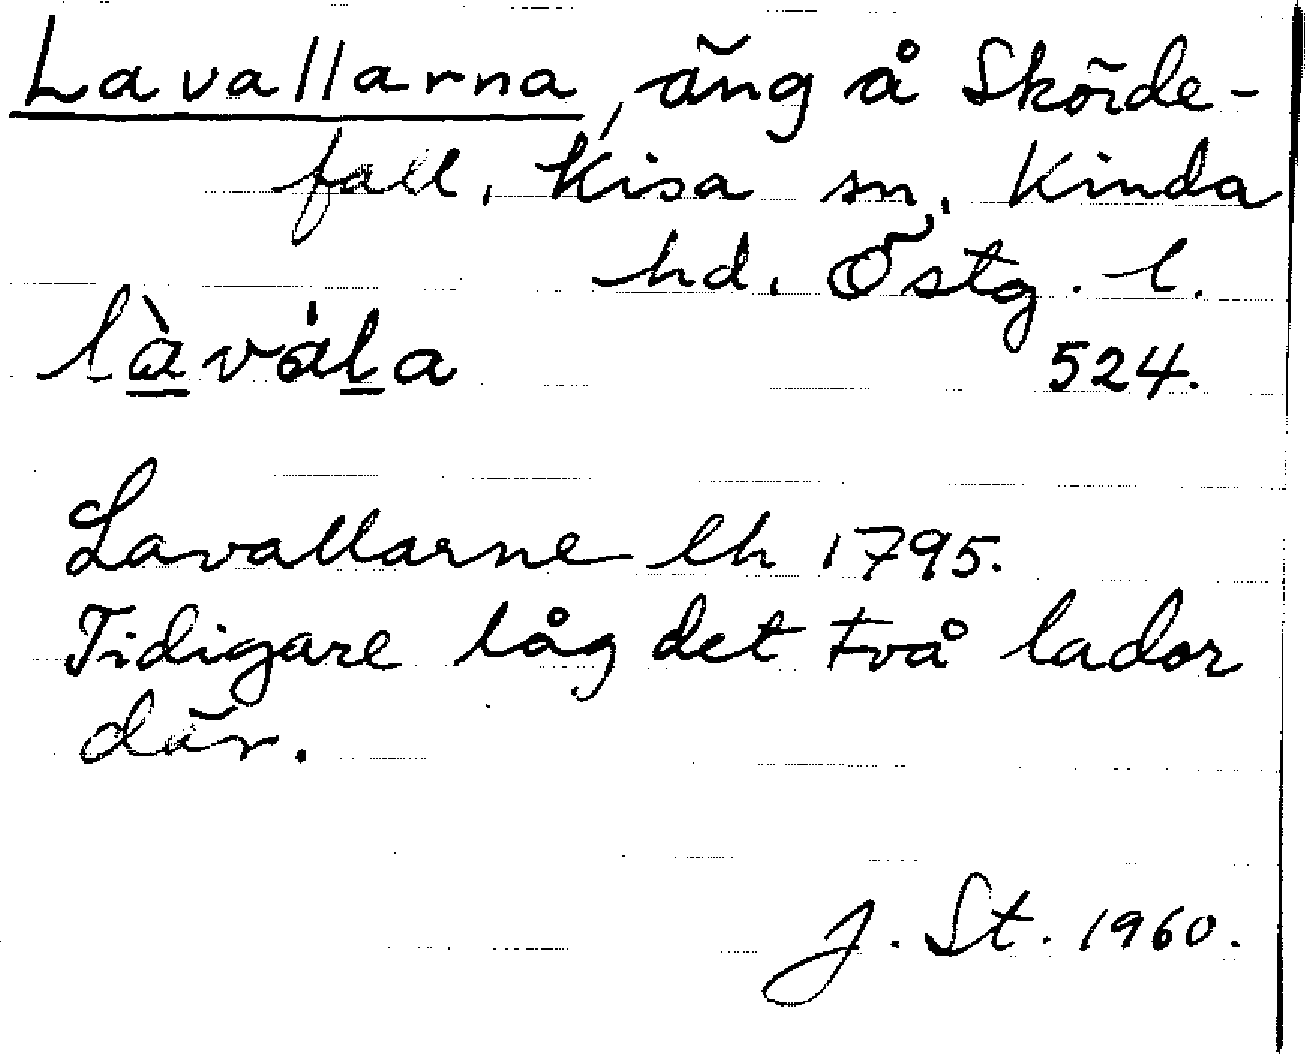 Lavallarna, äng å Skörde-
fall, Kisa sn, Kinda
hd. Östg. l.
làvála 524.
Lavallarne lh 1795.
Tidigare låg det två lador
där.
J. St. 1960.